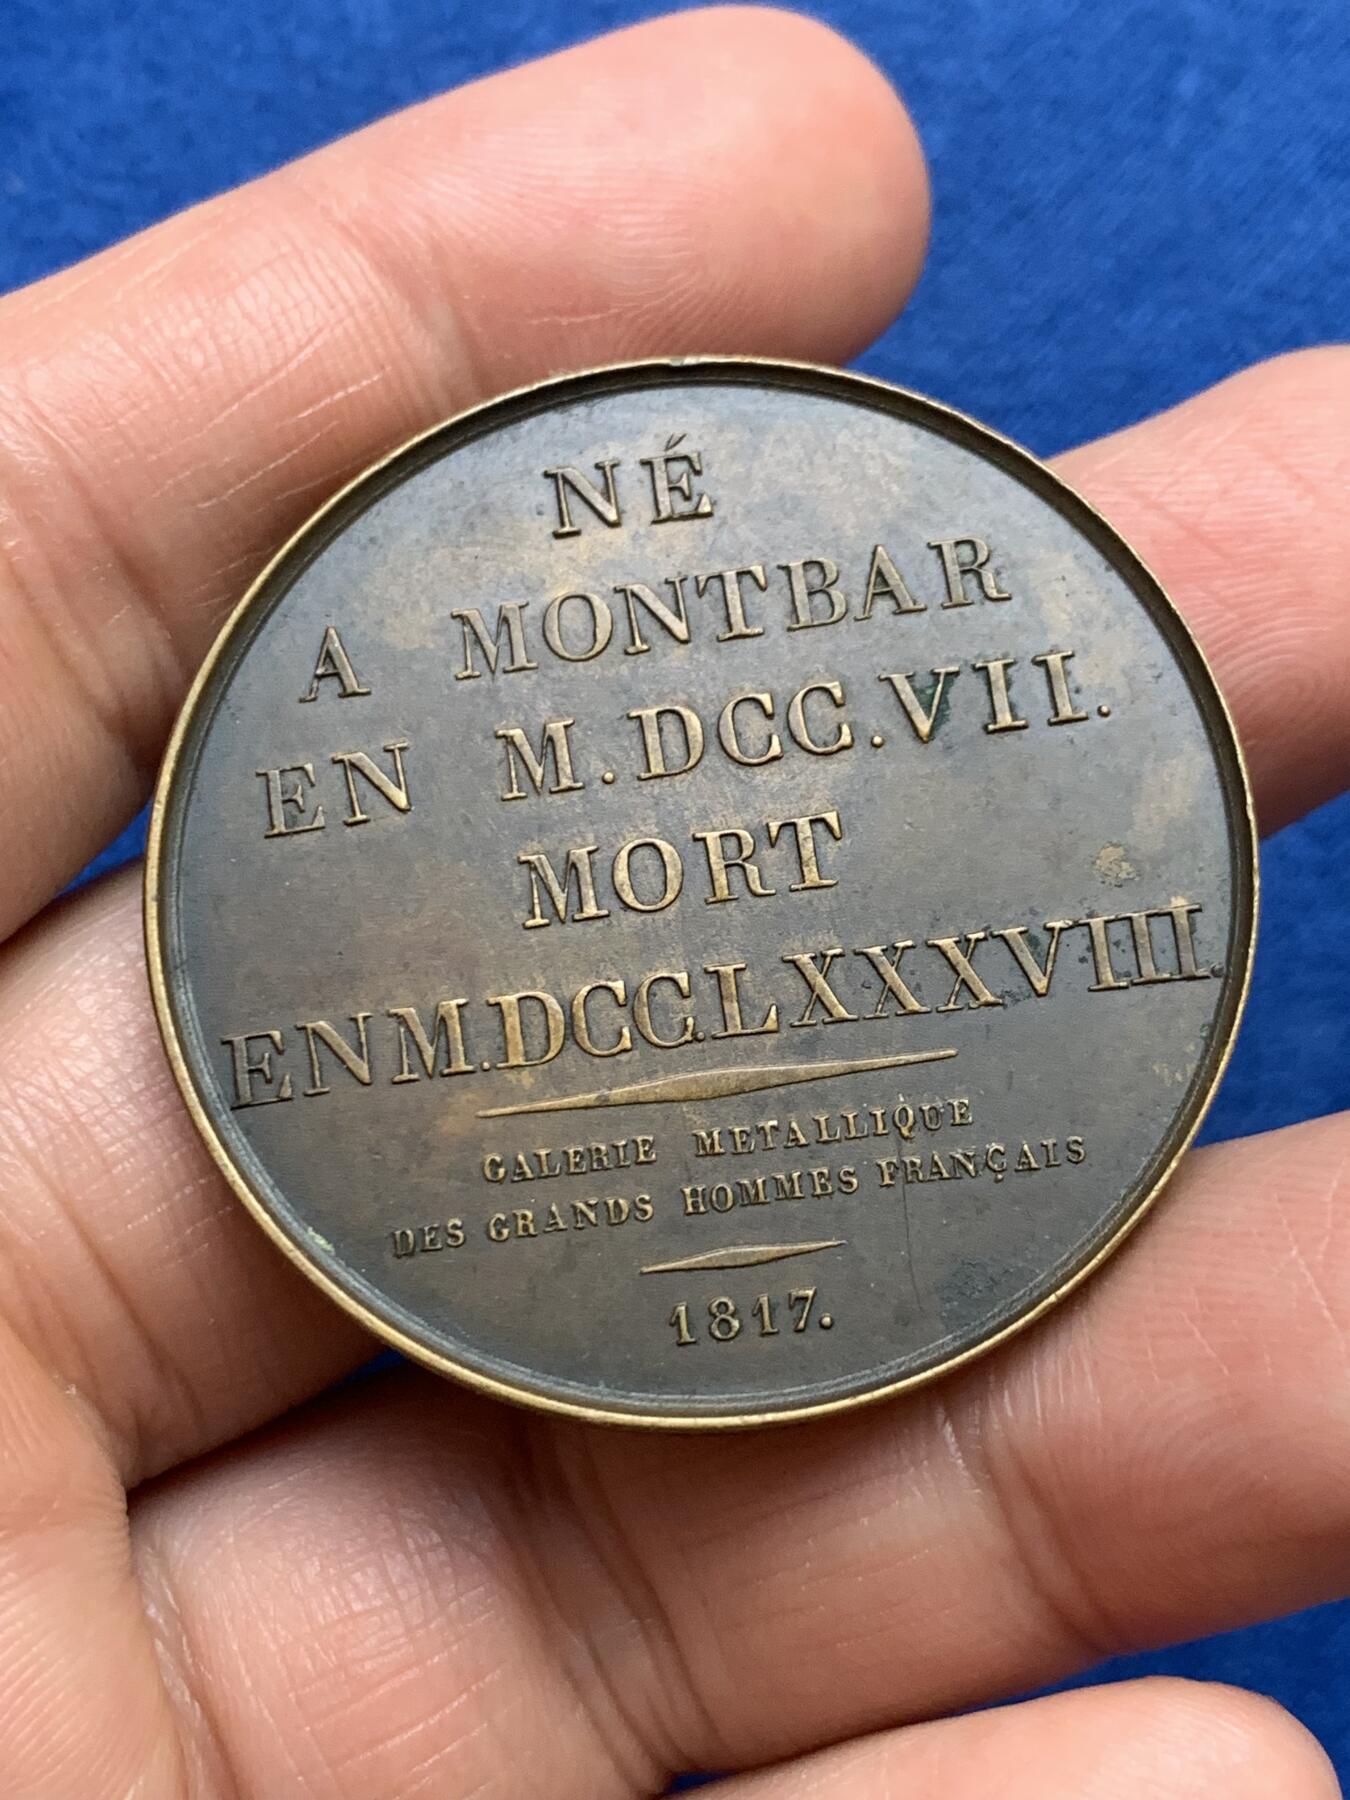 NÉ
A MONTBAR
EN M.DCC.VII.
MORT
EN M.DCC.LXXXVIII.
GALERIE METALLIQUE
DES GRANDS HOMMES FRANÇAIS
1817.